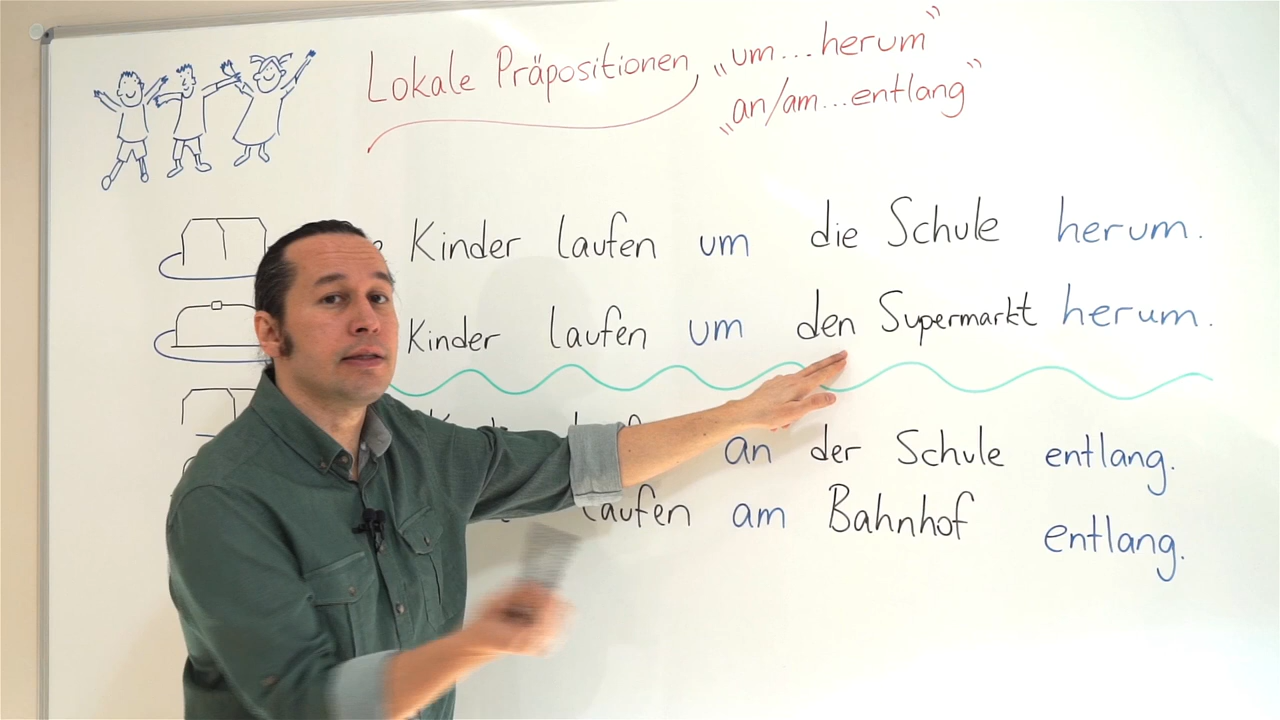 Lokale Präpositionen „um...herum”
„an/am...entlang”
Kinder laufen um die Schule herum.
Kinder laufen um den Supermarkt herum.
an der Schule entlang.
laufen am Bahnhof entlang.